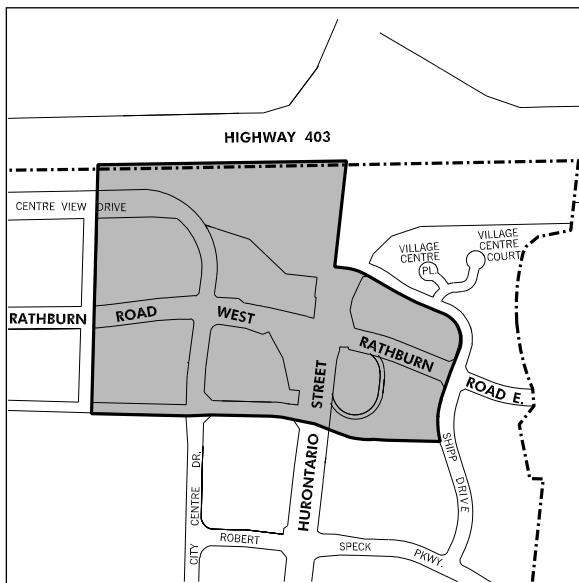 HIGHWAY 403
CENTRE VIEW DRIVE
VILLAGE
CENTRE
PL.
VILLAGE
CENTRE
COURT
RATHBURN ROAD WEST
RATHBURN
ROAD E.
HURONTARIO STREET
SHIPP DRIVE
CITY CENTRE DR.
ROBERT SPECK PKWY.